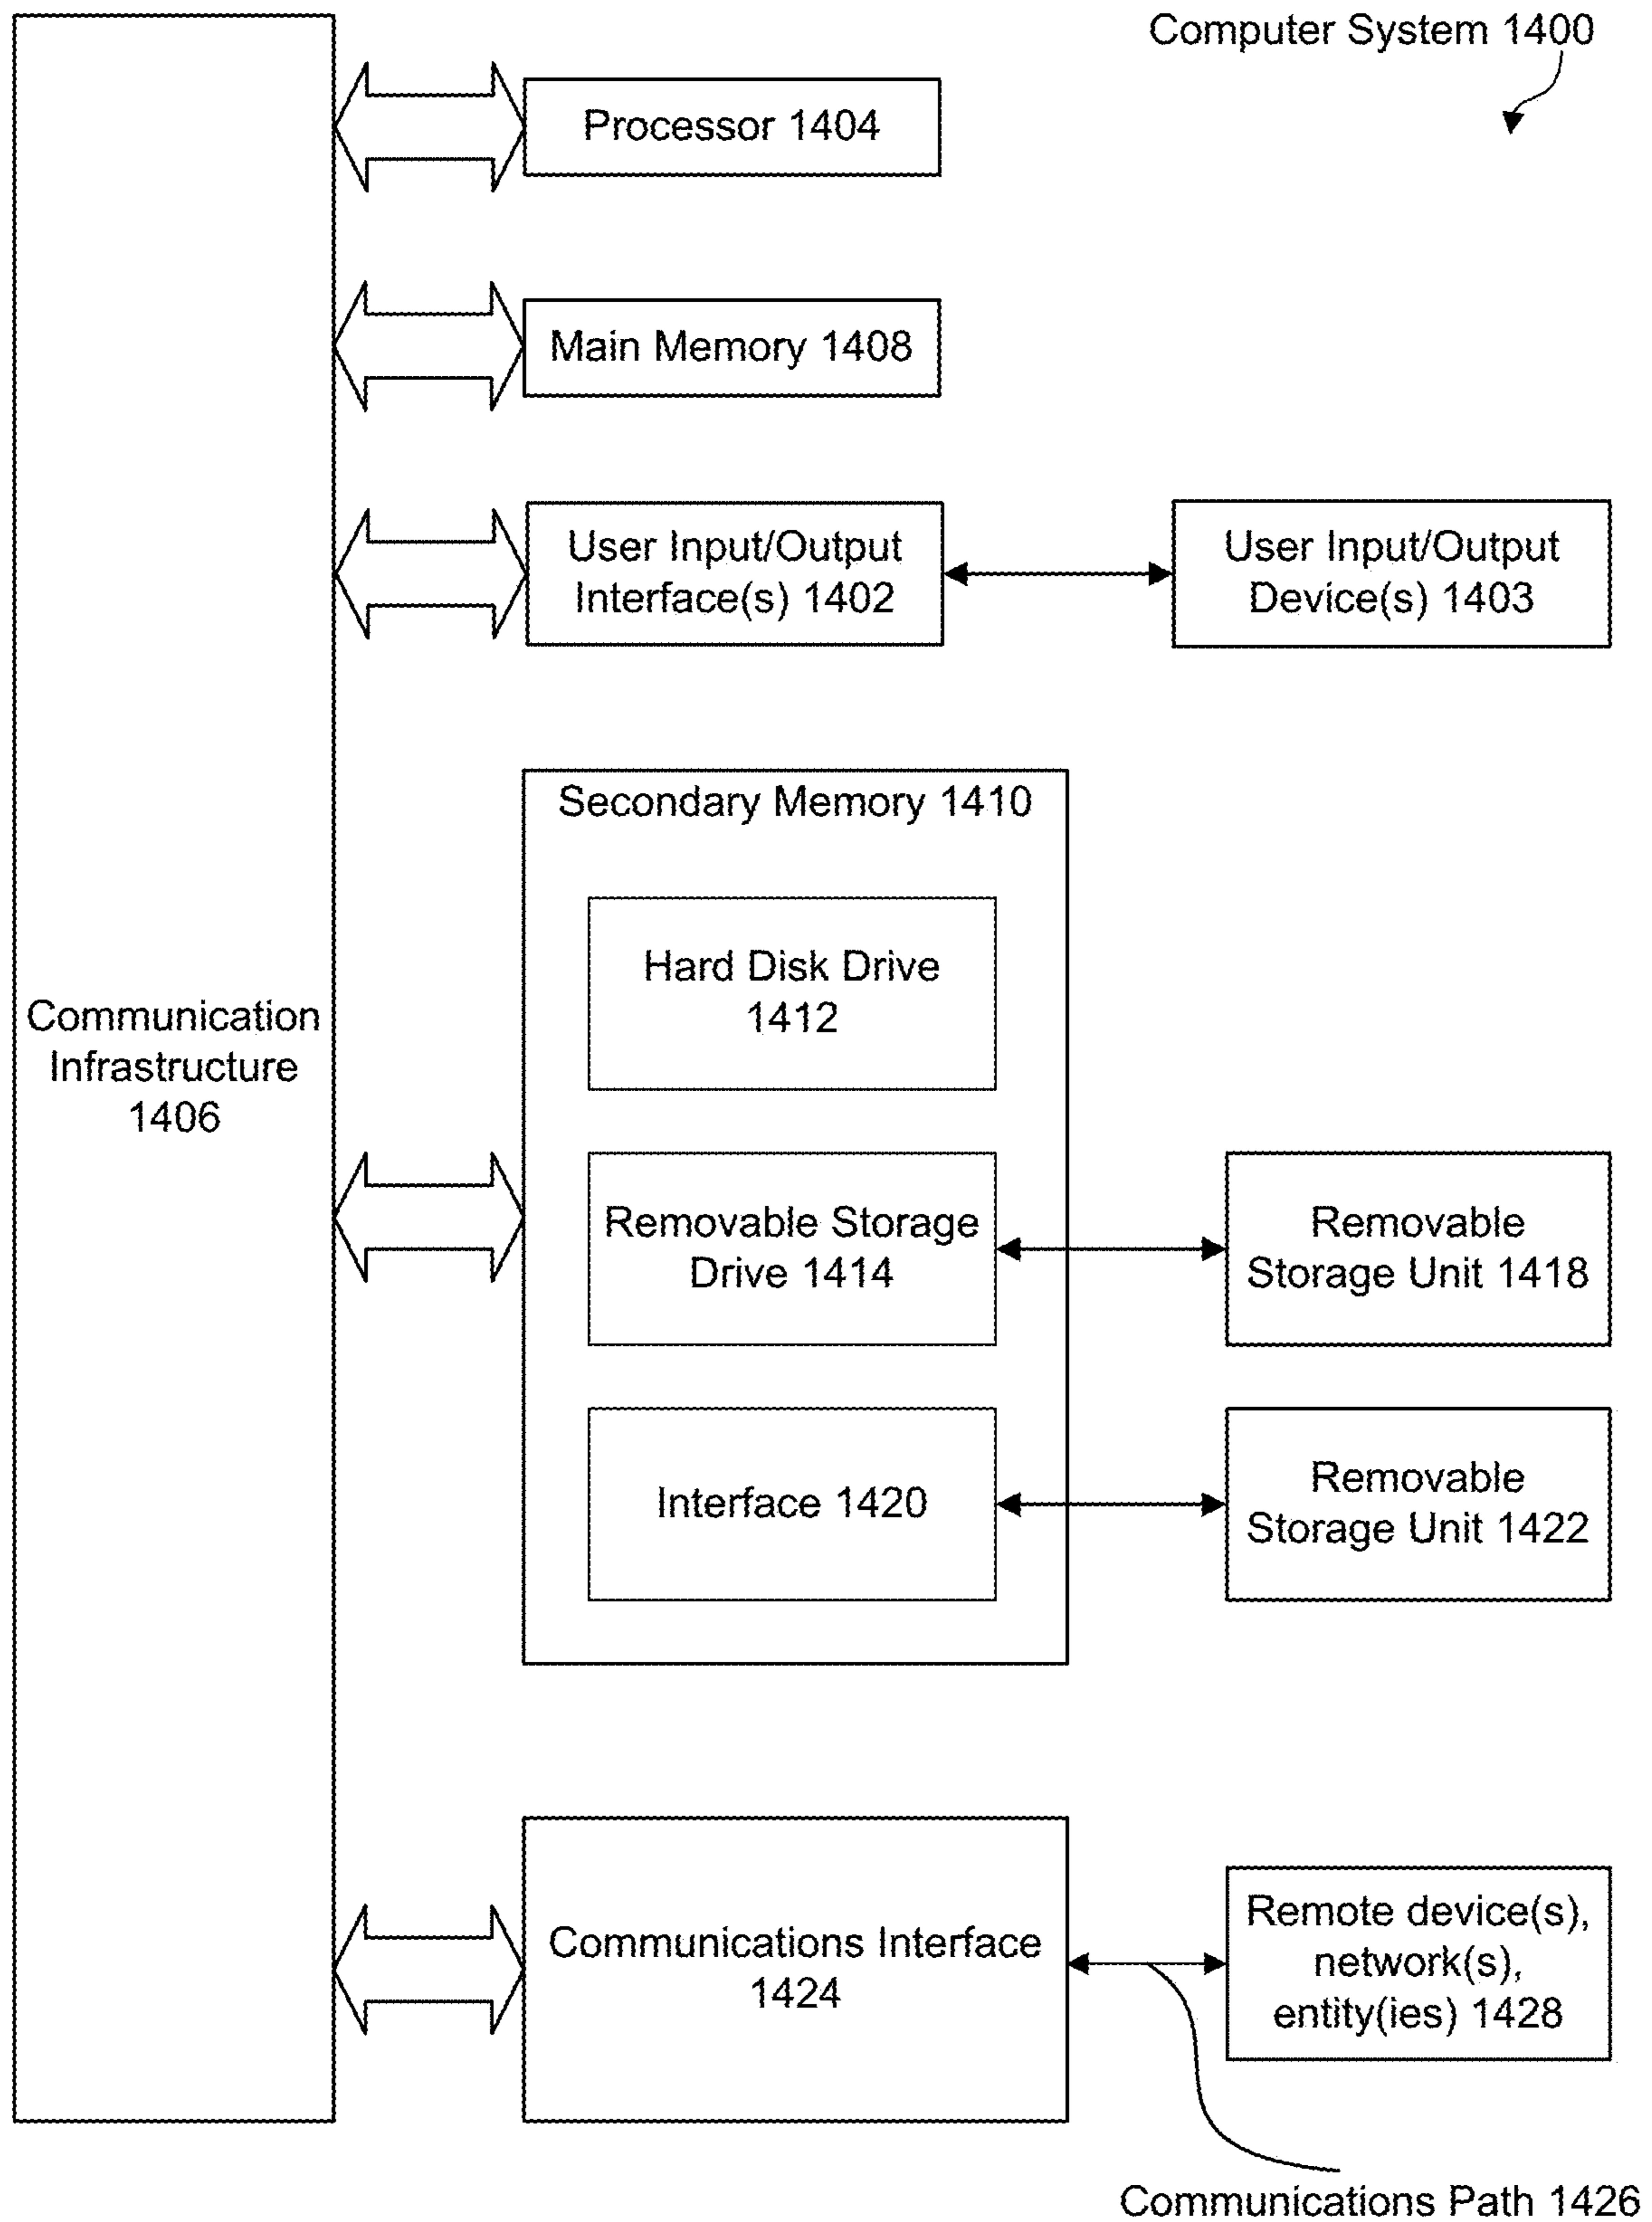 Computer System 1400
Processor 1404
Main Memory 1408
User Input/Output
Interface(s) 1402
User Input/Output
Device(s) 1403
Secondary Memory 1410
Hard Disk Drive
1412
Communication
Infrastructure
1406
Removable Storage
Drive 1414
Removable
Storage Unit 1418
Interface 1420
Removable
Storage Unit 1422
Communications Interface
1424
Remote device(s),
network(s),
entity(ies) 1428
Communications Path 1426